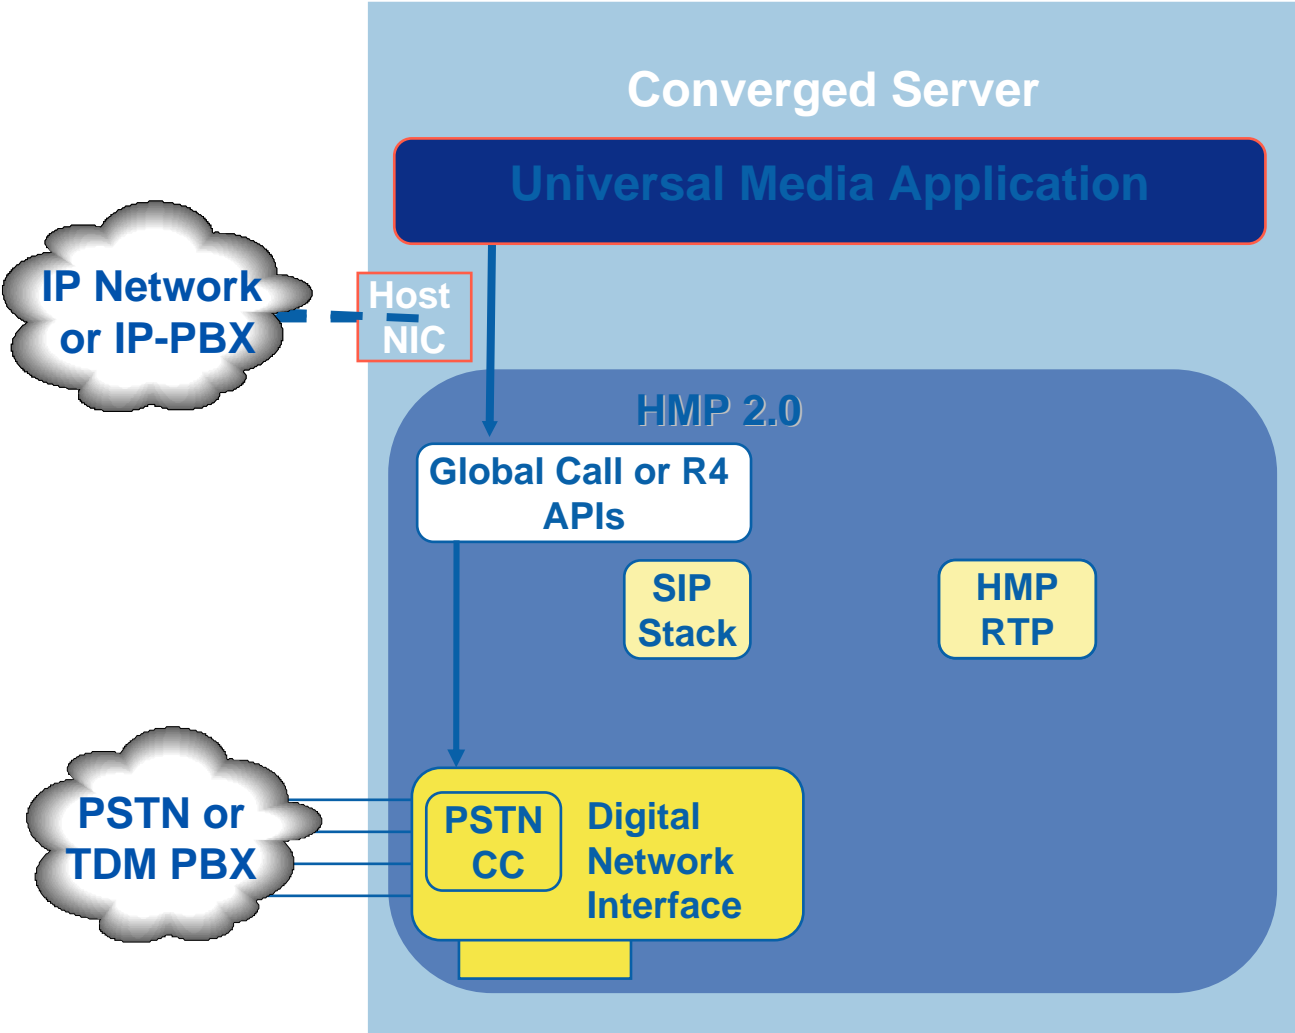 Converged Server
Universal Media Application
IP Network
or IP-PBX
Host
NIC
HMP 2.0
Global Call or R4
APIs
SIP
Stack
HMP
RTP
PSTN or
TDM PBX
PSTN
CC
Digital
Network
Interface